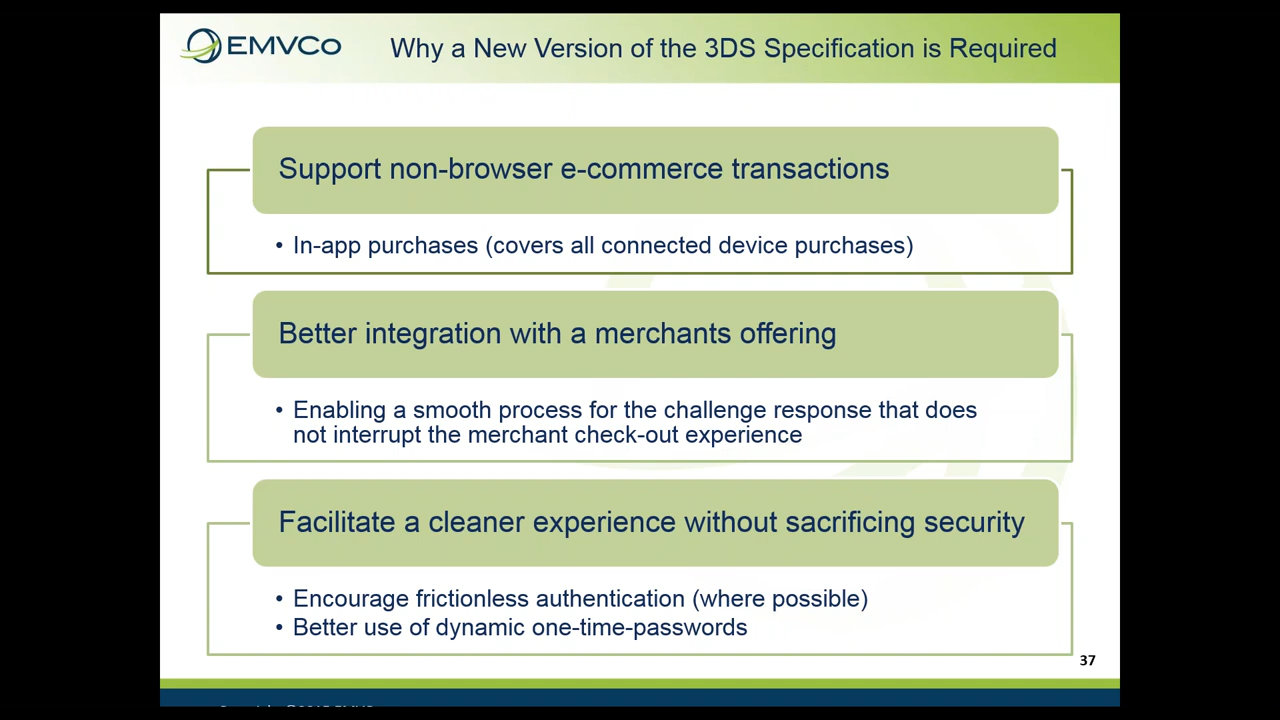 EMVCo
Why a New Version of the 3DS Specification is Required
Support non-browser e-commerce transactions
• In-app purchases (covers all connected device purchases)
Better integration with a merchants offering
• Enabling a smooth process for the challenge response that does
not interrupt the merchant check-out experience
Facilitate a cleaner experience without sacrificing security
• Encourage frictionless authentication (where possible)
• Better use of dynamic one-time-passwords
37